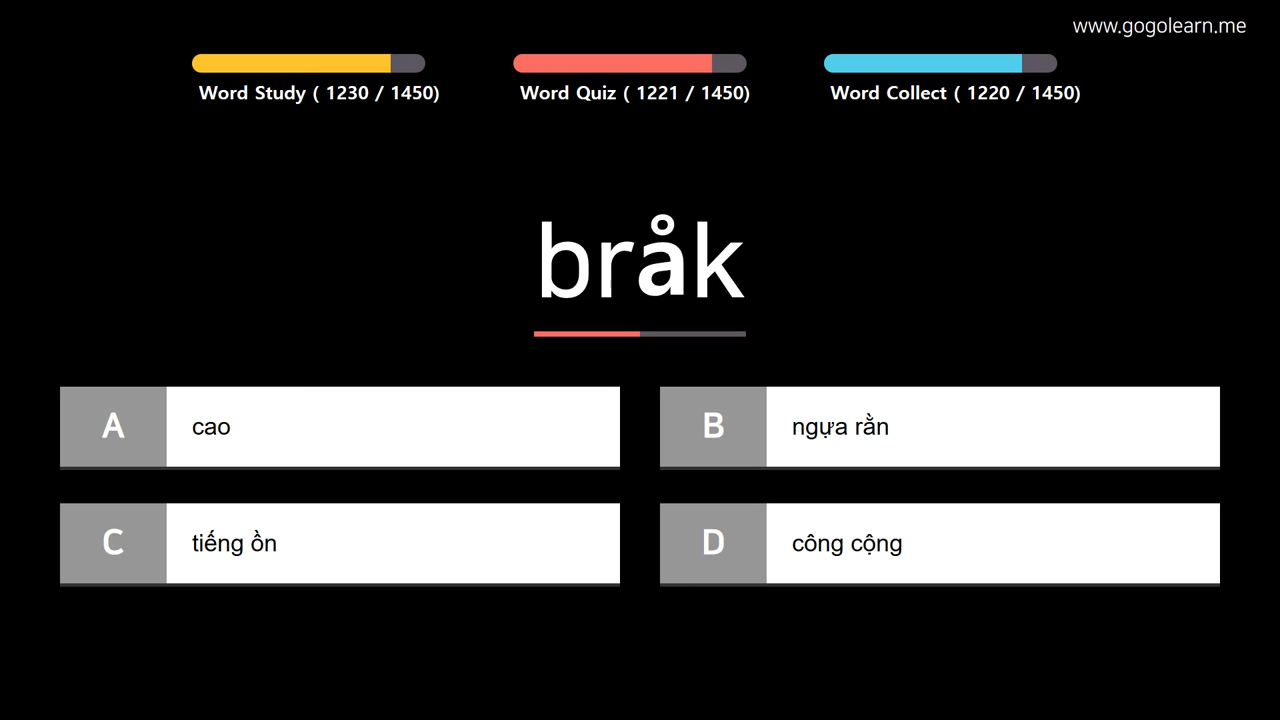 www.gogolearn.me
Word Study ( 1230 / 1450)
Word Quiz ( 1221 / 1450)
Word Collect ( 1220 / 1450)
bråk
A
cao
B
ngựa rằn
C
tiếng ồn
D
công cộng